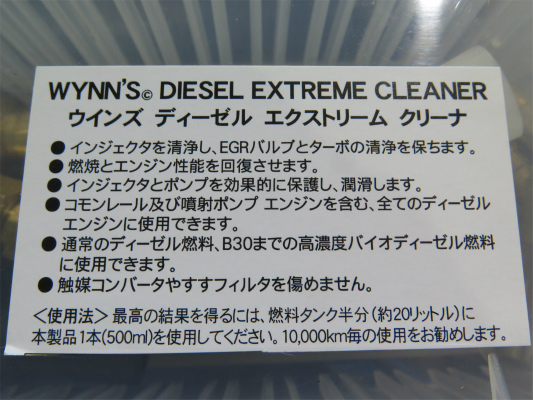 WYNN'S© DIESEL EXTREME CLEANER
ウインズ ディーゼル エクストリーム クリーナ
●インジェクタを清浄し、EGRバルブとターボの清浄を保ちます。
●燃焼とエンジン性能を回復させます。
●インジェクタとポンプを効果的に保護し、潤滑します。
●コモンレール及び噴射ポンプ エンジンを含む、全てのディーゼル
エンジンに使用できます。
●通常のディーゼル燃料、B30までの高濃度バイオディーゼル燃料
に使用できます。
●触媒コンバータやすすフィルタを傷めません。
＜使用法＞ 最高の結果を得るには、燃料タンク半分（約20リットル）に
本製品1本(500ml)を使用してください。10,000km毎の使用をお勧めします。